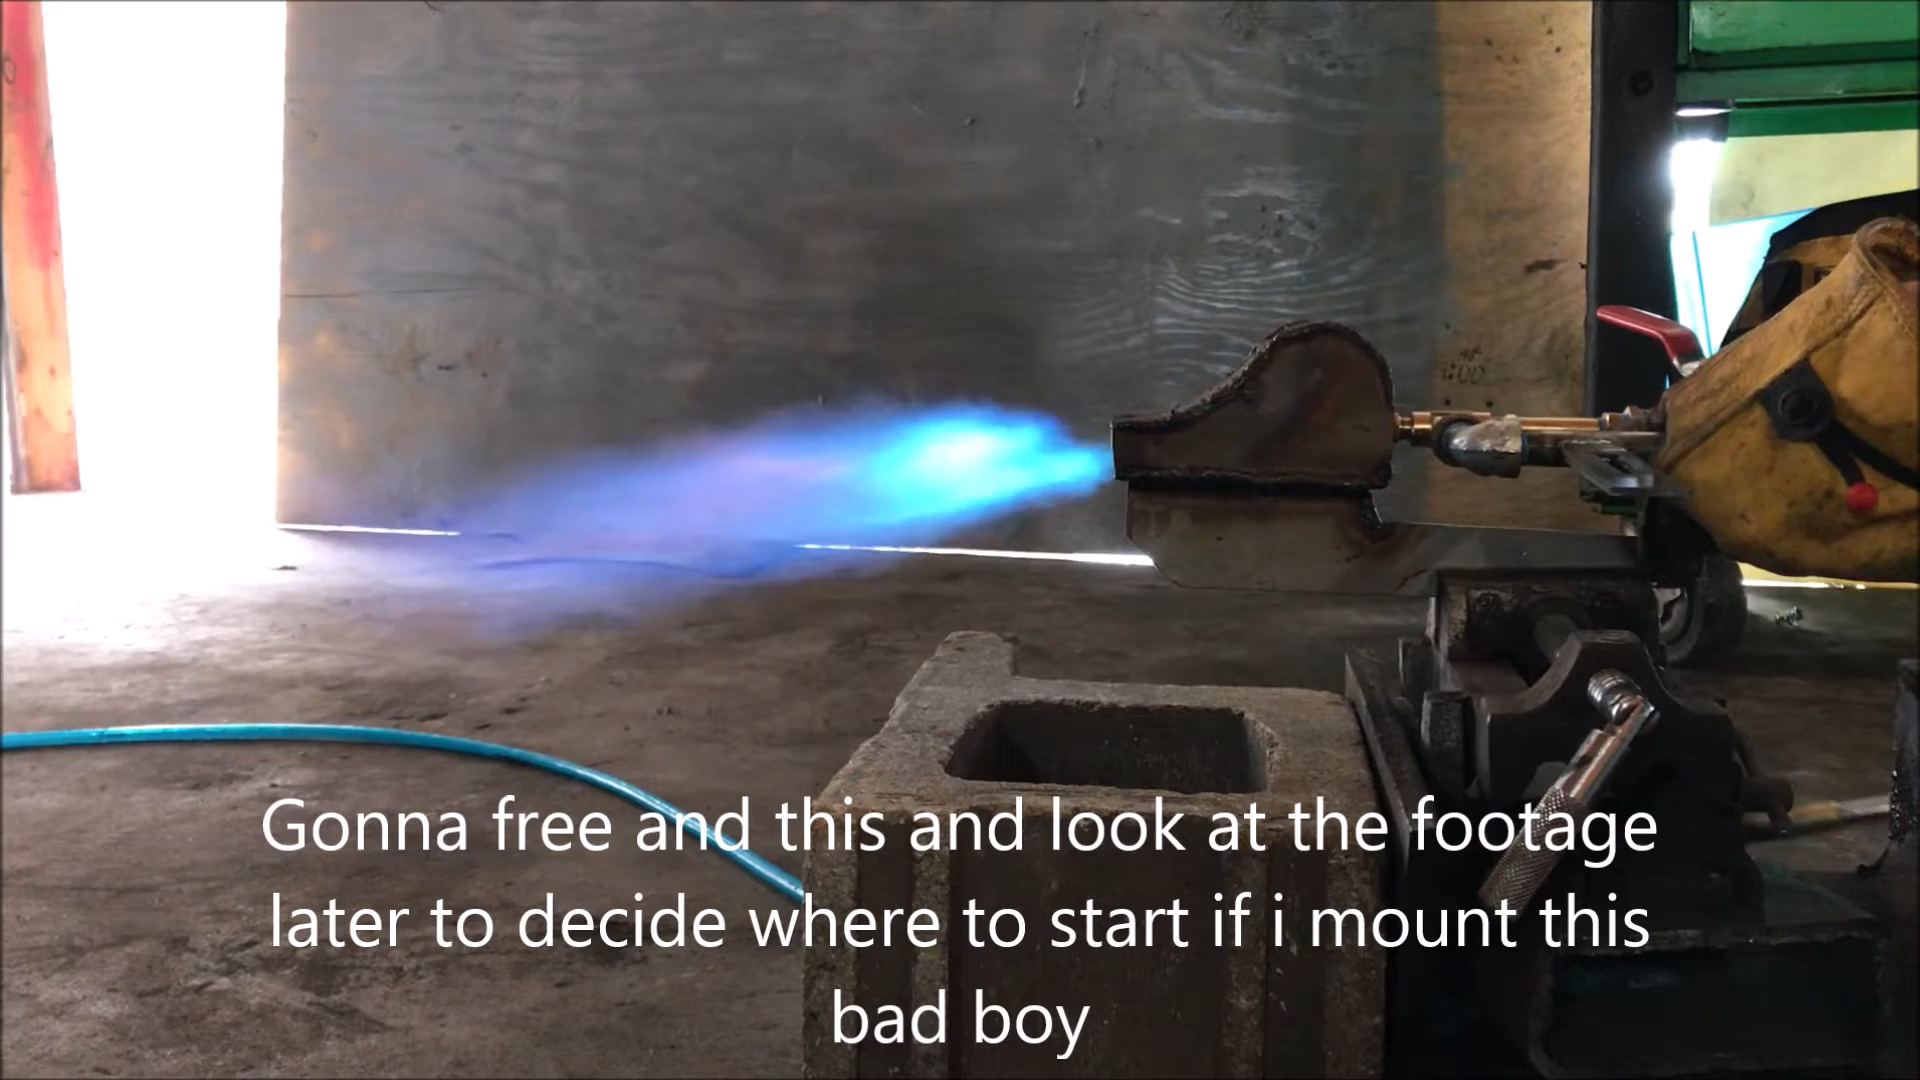 Gonna free and this and look at the footage
later to decide where to start if i mount this
bad boy